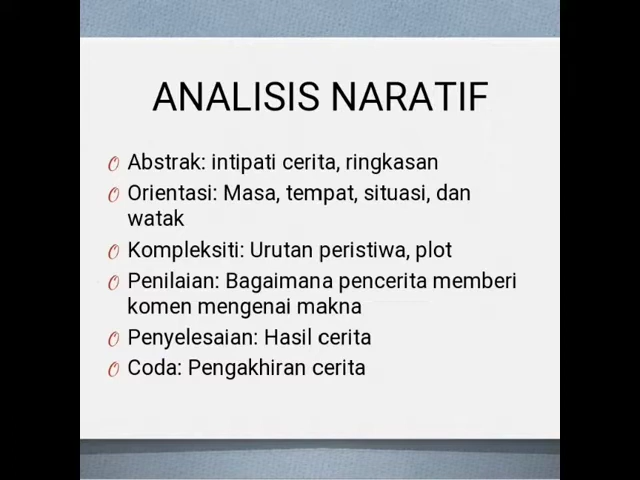 ANALISIS NARATIF
Abstrak: intipati cerita, ringkasan
Orientasi: Masa, tempat, situasi, dan
watak
Kompleksiti: Urutan peristiwa, plot
Penilaian: Bagaimana pencerita memberi
komen mengenai makna
Penyelesaian: Hasil cerita
Coda: Pengakhiran cerita